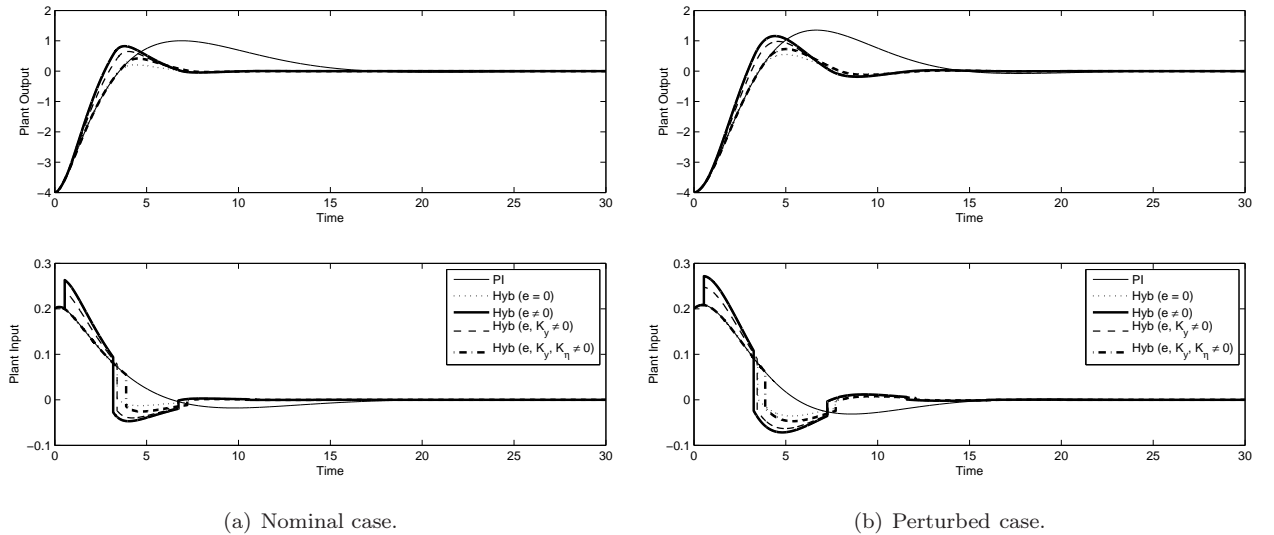 2
1
0
−1
−2
−3
−4
Plant Output
0 5 10 15 20 25 30
Time
0.3
0.2
0.1
0
−0.1
Plant Input
PI
Hyb (e = 0)
Hyb (e ≠ 0)
Hyb (e, K_y ≠ 0)
Hyb (e, K_y, K_η ≠ 0)
0 5 10 15 20 25 30
Time
(a) Nominal case.
2
1
0
−1
−2
−3
−4
Plant Output
0 5 10 15 20 25 30
Time
0.3
0.2
0.1
0
−0.1
Plant Input
PI
Hyb (e = 0)
Hyb (e ≠ 0)
Hyb (e, K_y ≠ 0)
Hyb (e, K_y, K_η ≠ 0)
0 5 10 15 20 25 30
Time
(b) Perturbed case.